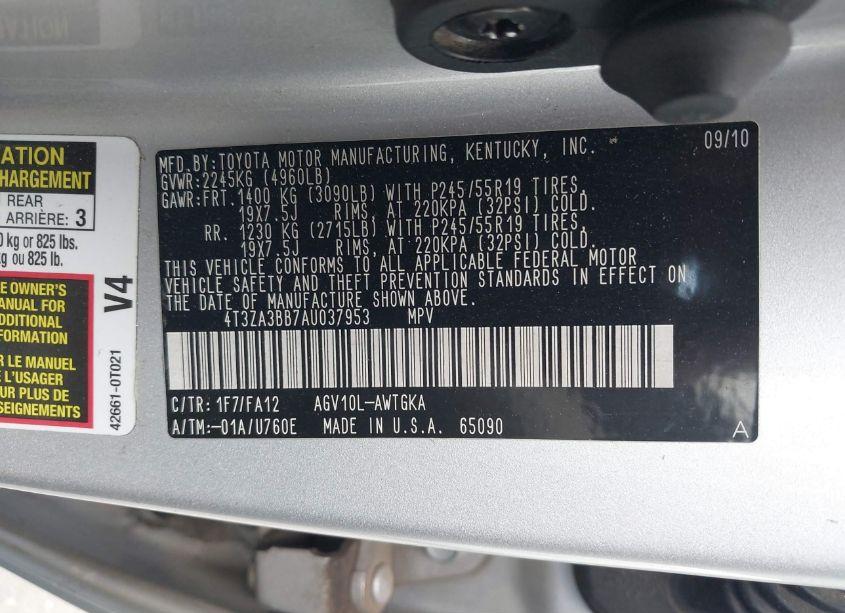 ATION
HARGEMENT
REAR
ARRIÈRE: 3
kg or 825 lbs.
kg ou 825 lb.
E OWNER'S
MANUAL FOR
ADDITIONAL
INFORMATION
R LE MANUEL
L'USAGER
PLUS DE
SEIGNEMENTS
V4
42661-0T021
09/10
MFD.BY:TOYOTA MOTOR MANUFACTURING, KENTUCKY, INC.
GVWR:2245KG (4960LB)
GAWR:FRT.1400 KG (3090LB) WITH P245/55R19 TIRES,
19X7.5J RIMS, AT 220KPA (32PSI) COLD.
RR. 1230 KG (2715LB) WITH P245/55R19 TIRES,
19X7.5J RIMS, AT 220KPA (32PSI) COLD.
THIS VEHICLE CONFORMS TO ALL APPLICABLE FEDERAL MOTOR
VEHICLE SAFETY AND THEFT PREVENTION STANDARDS IN EFFECT ON
THE DATE OF MANUFACTURE SHOWN ABOVE.
4T3ZA3BB7AU037953 MPV
C/TR: 1F7/FA12 AGV10L-AWTGKA
A/TM:-01A/U760E MADE IN U.S.A. 65090
A